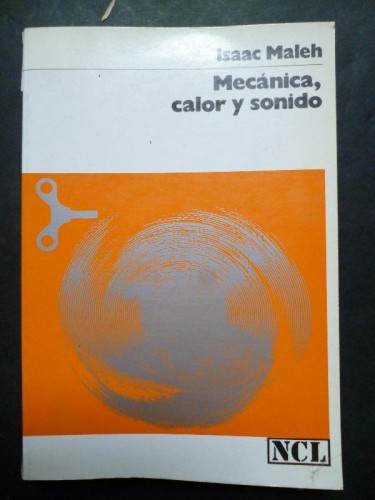 Isaac Maleh
Mecánica,
calor y sonido
NCL